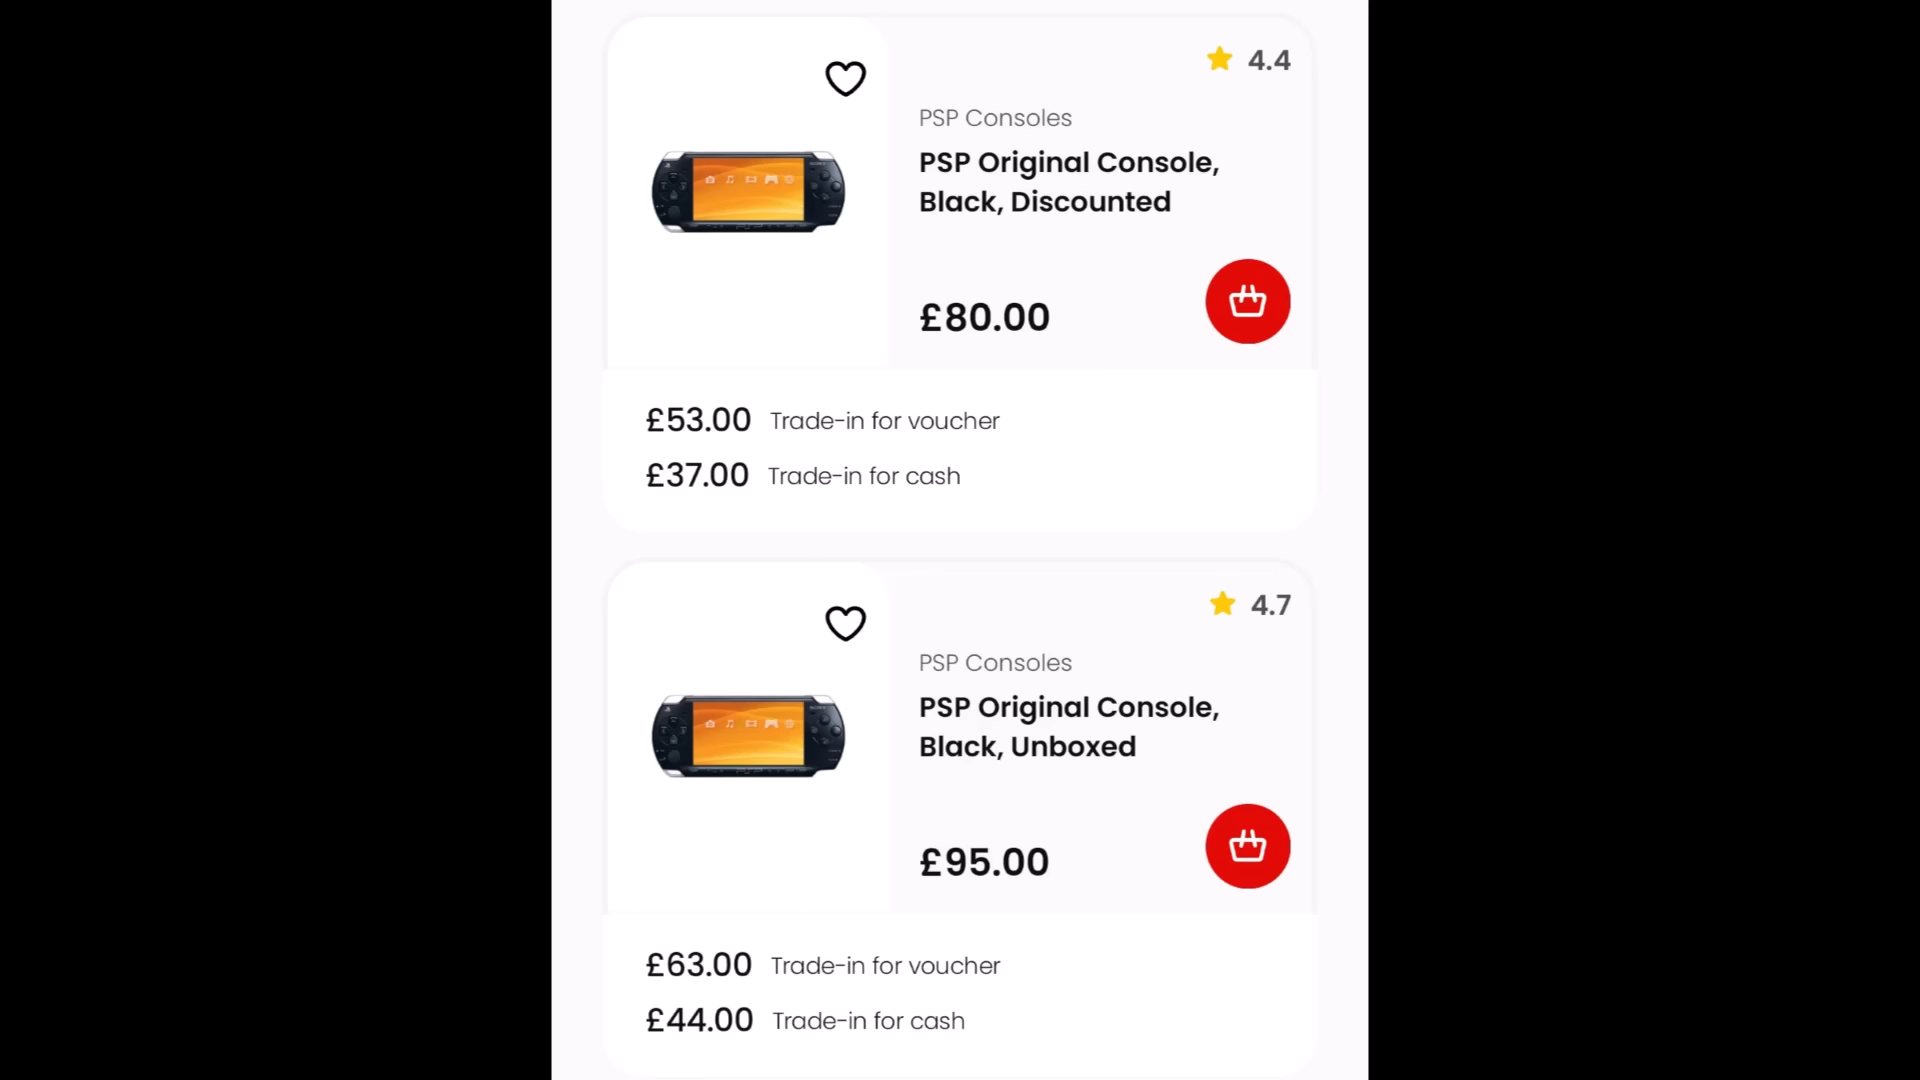 4.4
PSP Consoles
PSP Original Console,
Black, Discounted
£80.00
£53.00 Trade-in for voucher
£37.00 Trade-in for cash
4.7
PSP Consoles
PSP Original Console,
Black, Unboxed
£95.00
£63.00 Trade-in for voucher
£44.00 Trade-in for cash